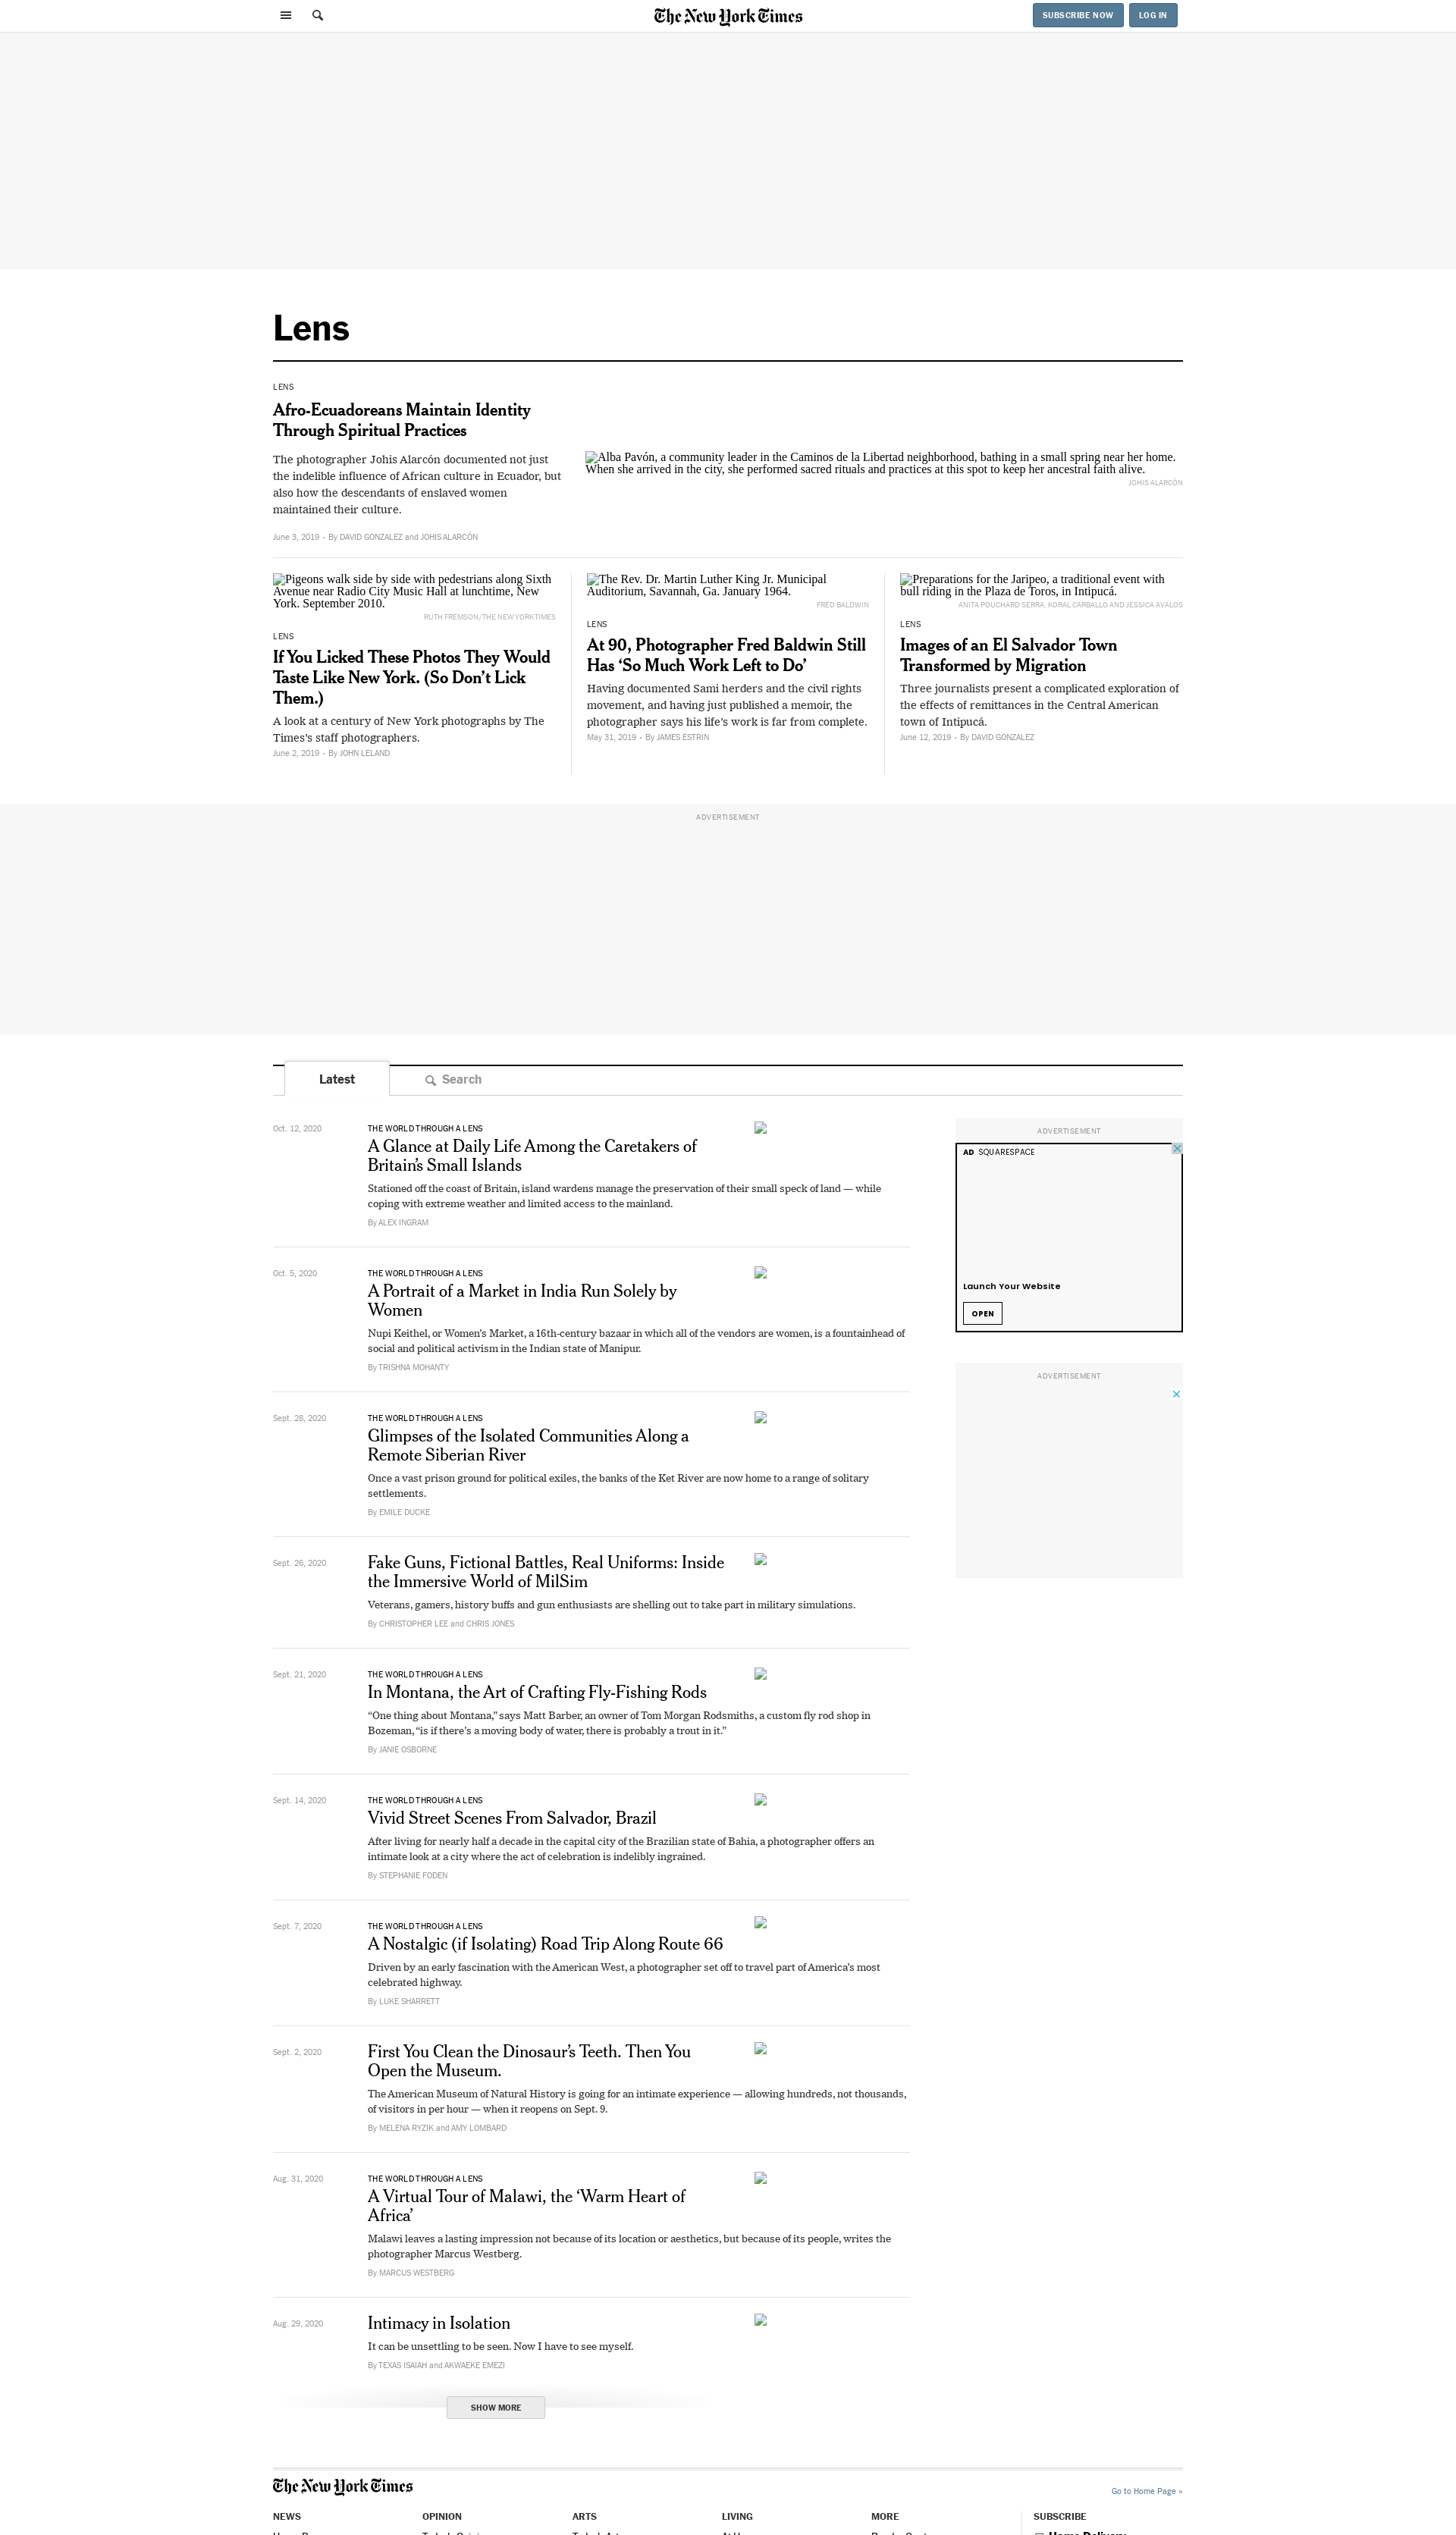 The New York Times
SUBSCRIBE NOW
LOG IN
Lens
LENS
Afro-Ecuadoreans Maintain Identity
Through Spiritual Practices
The photographer Johis Alarcón documented not just
the indelible influence of African culture in Ecuador, but
also how the descendants of enslaved women
maintained their culture.
June 3, 2019 • By DAVID GONZALEZ and JOHIS ALARCÓN
Alba Pavón, a community leader in the Caminos de la Libertad neighborhood, bathing in a small spring near her home.
When she arrived in the city, she performed sacred rituals and practices at this spot to keep her ancestral faith alive.
JOHIS ALARCÓN
Pigeons walk side by side with pedestrians along Sixth
Avenue near Radio City Music Hall at lunchtime, New
York. September 2010.
RUTH FREMSON/THE NEW YORK TIMES
LENS
If You Licked These Photos They Would
Taste Like New York. (So Don’t Lick
Them.)
A look at a century of New York photographs by The
Times’s staff photographers.
June 2, 2019 • By JOHN LELAND
The Rev. Dr. Martin Luther King Jr. Municipal
Auditorium, Savannah, Ga. January 1964.
FRED BALDWIN
LENS
At 90, Photographer Fred Baldwin Still
Has ‘So Much Work Left to Do’
Having documented Sami herders and the civil rights
movement, and having just published a memoir, the
photographer says his life’s work is far from complete.
May 31, 2019 • By JAMES ESTRIN
Preparations for the Jaripeo, a traditional event with
bull riding in the Plaza de Toros, in Intipucá.
ANITA POUCHARD SERRA, KORAL CARBALLO AND JESSICA AVALOS
LENS
Images of an El Salvador Town
Transformed by Migration
Three journalists present a complicated exploration of
the effects of remittances in the Central American
town of Intipucá.
June 12, 2019 • By DAVID GONZALEZ
ADVERTISEMENT
Latest
Search
Oct. 12, 2020
THE WORLD THROUGH A LENS
A Glance at Daily Life Among the Caretakers of
Britain’s Small Islands
Stationed off the coast of Britain, island wardens manage the preservation of their small speck of land — while
coping with extreme weather and limited access to the mainland.
By ALEX INGRAM
Oct. 5, 2020
THE WORLD THROUGH A LENS
A Portrait of a Market in India Run Solely by
Women
Nupi Keithel, or Women’s Market, a 16th-century bazaar in which all of the vendors are women, is a fountainhead of
social and political activism in the Indian state of Manipur.
By TRISHNA MOHANTY
Sept. 28, 2020
THE WORLD THROUGH A LENS
Glimpses of the Isolated Communities Along a
Remote Siberian River
Once a vast prison ground for political exiles, the banks of the Ket River are now home to a range of solitary
settlements.
By EMILE DUCKE
Sept. 26, 2020
Fake Guns, Fictional Battles, Real Uniforms: Inside
the Immersive World of MilSim
Veterans, gamers, history buffs and gun enthusiasts are shelling out to take part in military simulations.
By CHRISTOPHER LEE and CHRIS JONES
Sept. 21, 2020
THE WORLD THROUGH A LENS
In Montana, the Art of Crafting Fly-Fishing Rods
“One thing about Montana,” says Matt Barber, an owner of Tom Morgan Rodsmiths, a custom fly rod shop in
Bozeman, “is if there’s a moving body of water, there is probably a trout in it.”
By JANIE OSBORNE
Sept. 14, 2020
THE WORLD THROUGH A LENS
Vivid Street Scenes From Salvador, Brazil
After living for nearly half a decade in the capital city of the Brazilian state of Bahia, a photographer offers an
intimate look at a city where the act of celebration is indelibly ingrained.
By STEPHANIE FODEN
Sept. 7, 2020
THE WORLD THROUGH A LENS
A Nostalgic (if Isolating) Road Trip Along Route 66
Driven by an early fascination with the American West, a photographer set off to travel part of America’s most
celebrated highway.
By LUKE SHARRETT
Sept. 2, 2020
First You Clean the Dinosaur’s Teeth. Then You
Open the Museum.
The American Museum of Natural History is going for an intimate experience — allowing hundreds, not thousands,
of visitors in per hour — when it reopens on Sept. 9.
By MELENA RYZIK and AMY LOMBARD
Aug. 31, 2020
THE WORLD THROUGH A LENS
A Virtual Tour of Malawi, the ‘Warm Heart of
Africa’
Malawi leaves a lasting impression not because of its location or aesthetics, but because of its people, writes the
photographer Marcus Westberg.
By MARCUS WESTBERG
Aug. 29, 2020
Intimacy in Isolation
It can be unsettling to be seen. Now I have to see myself.
By TEXAS ISAIAH and AKWAEKE EMEZI
SHOW MORE
ADVERTISEMENT
AD SQUARESPACE
Launch Your Website
OPEN
ADVERTISEMENT
The New York Times
Go to Home Page »
NEWS
OPINION
ARTS
LIVING
MORE
SUBSCRIBE